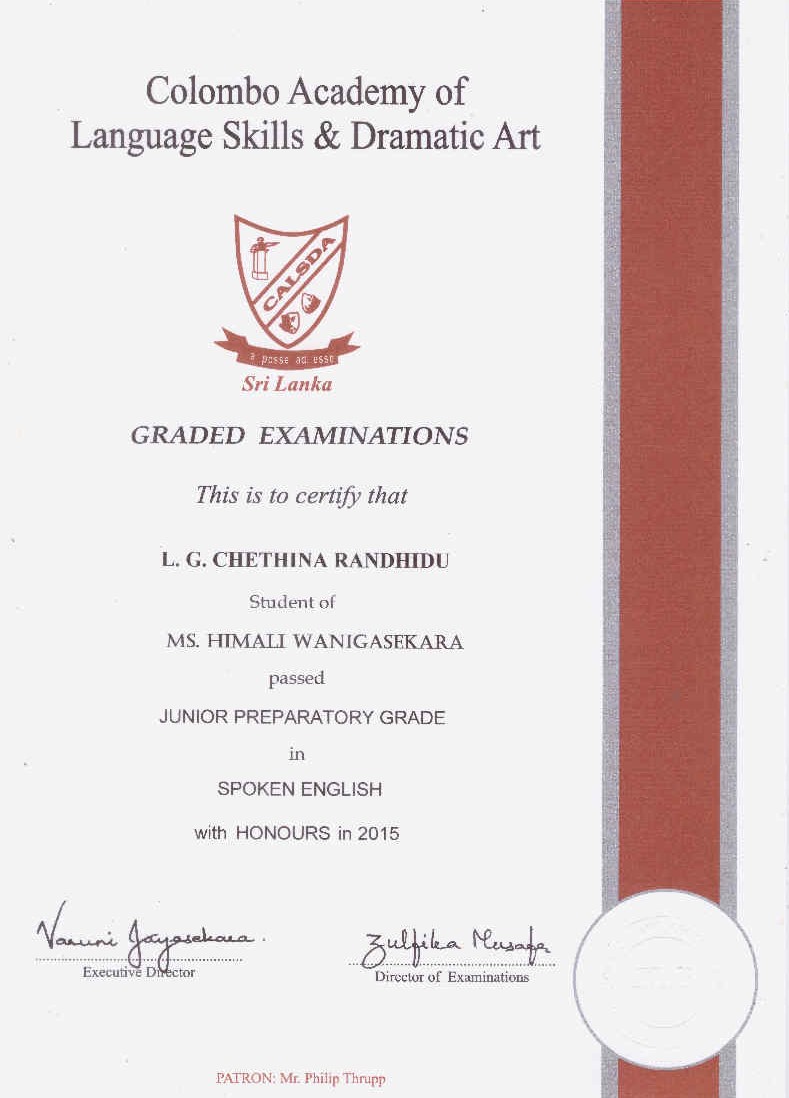 Colombo Academy of
Language Skills & Dramatic Art
CALSDA
a posse ad esse
Sri Lanka
GRADED EXAMINATIONS
This is to certify that
L. G. CHETHINA RANDHIDU
Student of
MS. HIMALI WANIGASEKARA
passed
JUNIOR PREPARATORY GRADE
in
SPOKEN ENGLISH
with HONOURS in 2015
Varuni Jayasekara.
Zulfika Musafa
Executive Director
Director of Examinations
PATRON: Mr. Philip Thrupp